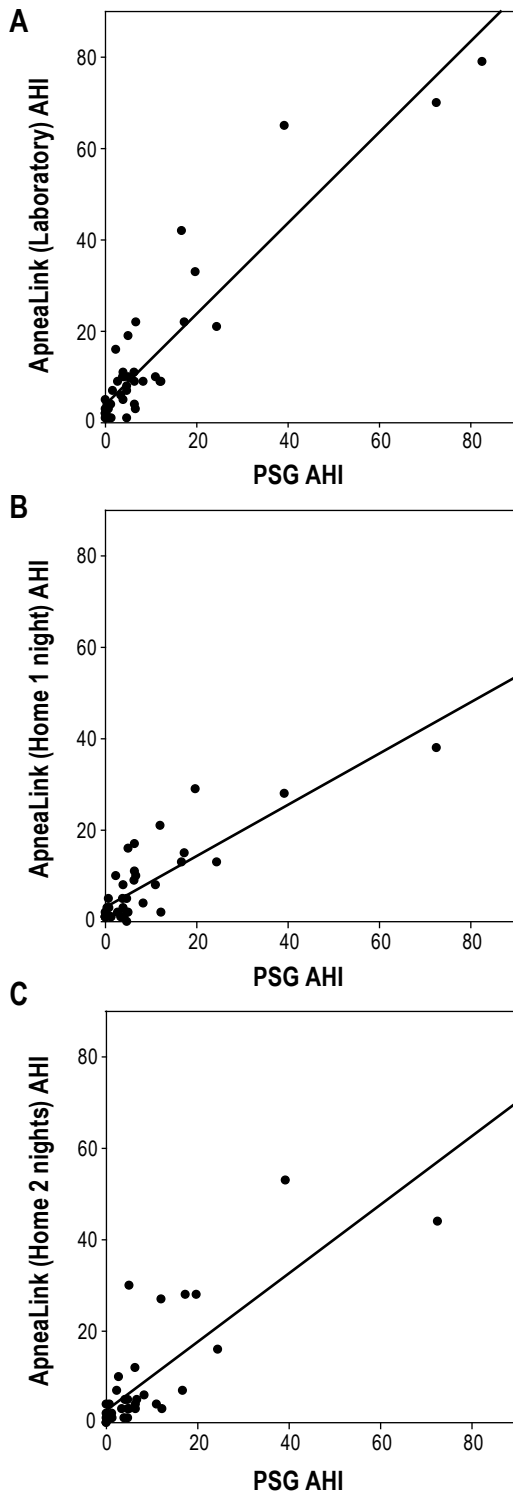 A
ApneaLink (Laboratory) AHI
80
60
40
20
0
0 20 40 60 80
PSG AHI
B
ApneaLink (Home 1 night) AHI
80
60
40
20
0
0 20 40 60 80
PSG AHI
C
ApneaLink (Home 2 nights) AHI
80
60
40
20
0
0 20 40 60 80
PSG AHI